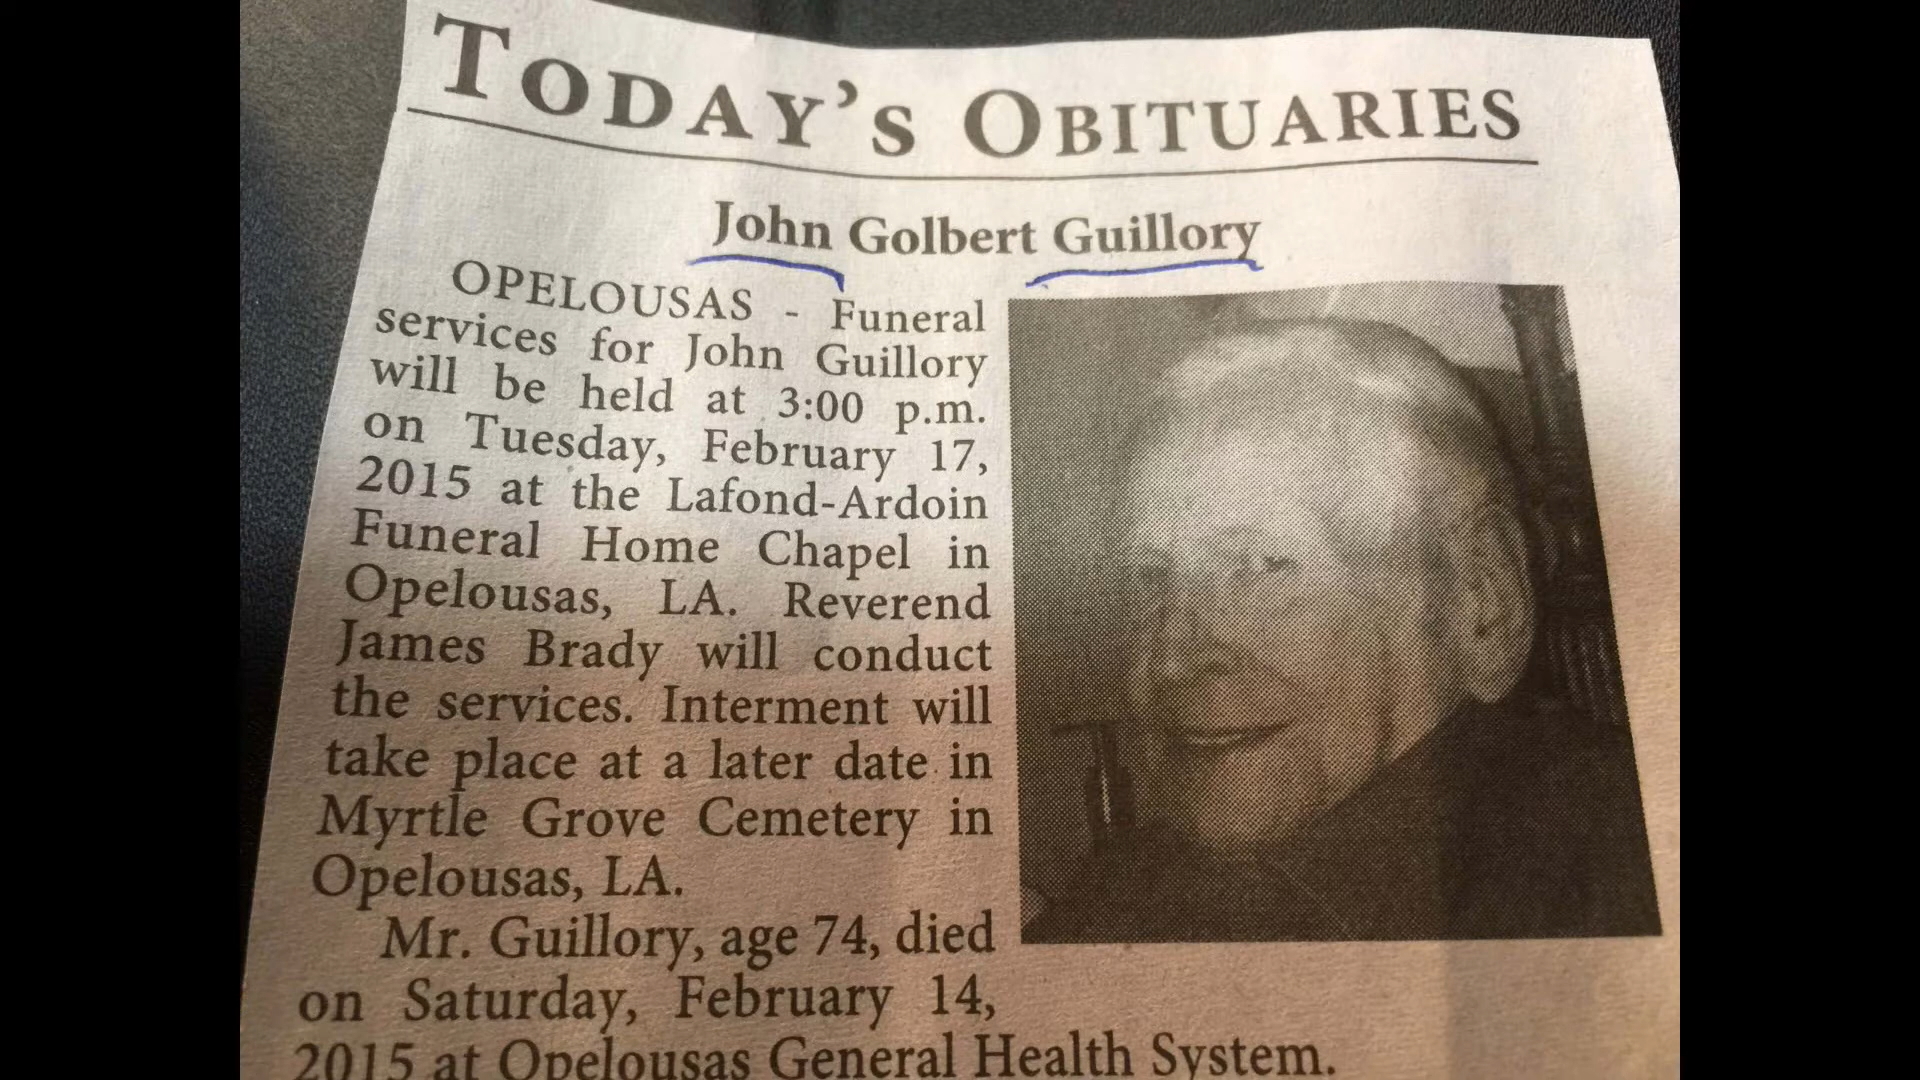 TODAY'S OBITUARIES
John Golbert Guillory
OPELOUSAS - Funeral
services for John Guillory
will be held at 3:00 p.m.
on Tuesday, February 17,
2015 at the Lafond-Ardoin
Funeral Home Chapel in
Opelousas, LA. Reverend
James Brady will conduct
the services. Interment will
take place at a later date in
Myrtle Grove Cemetery in
Opelousas, LA.
Mr. Guillory, age 74, died
on Saturday, February 14,
2015 at Opelousas General Health System.